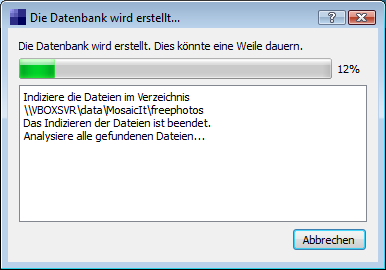 Die Datenbank wird erstellt...
Die Datenbank wird erstellt. Dies könnte eine Weile dauern.
12%
Indiziere die Dateien im Verzeichnis
\\VBOXSVR\data\MosaicIt\freephotos
Das Indizieren der Dateien ist beendet.
Analysiere alle gefundenen Dateien...
Abbrechen